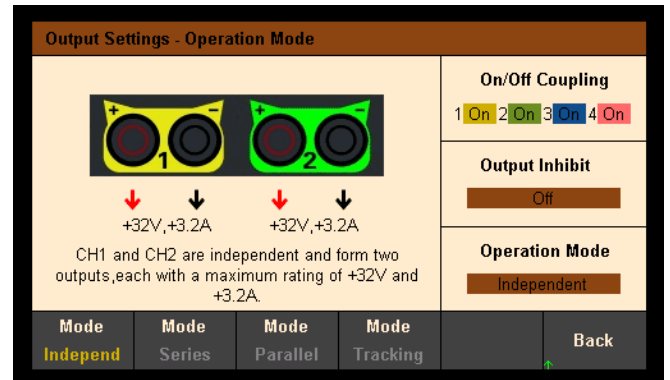 Output Settings - Operation Mode
+ - + -
1 2
+32V,+3.2A +32V,+3.2A
CH1 and CH2 are independent and form two
outputs,each with a maximum rating of +32V and
+3.2A.
On/Off Coupling
1 On 2 On 3 On 4 On
Output Inhibit
Off
Operation Mode
Independent
Mode Mode Mode Mode
Independ Series Parallel Tracking
Back